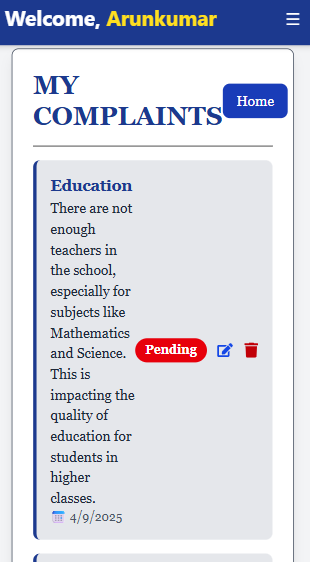 Welcome, Arunkumar
MY
COMPLAINTS
Home
Education
There are not
enough
teachers in
the school,
especially for
subjects like
Mathematics
and Science.
This is
impacting the
quality of
education for
students in
higher
classes.
4/9/2025
Pending